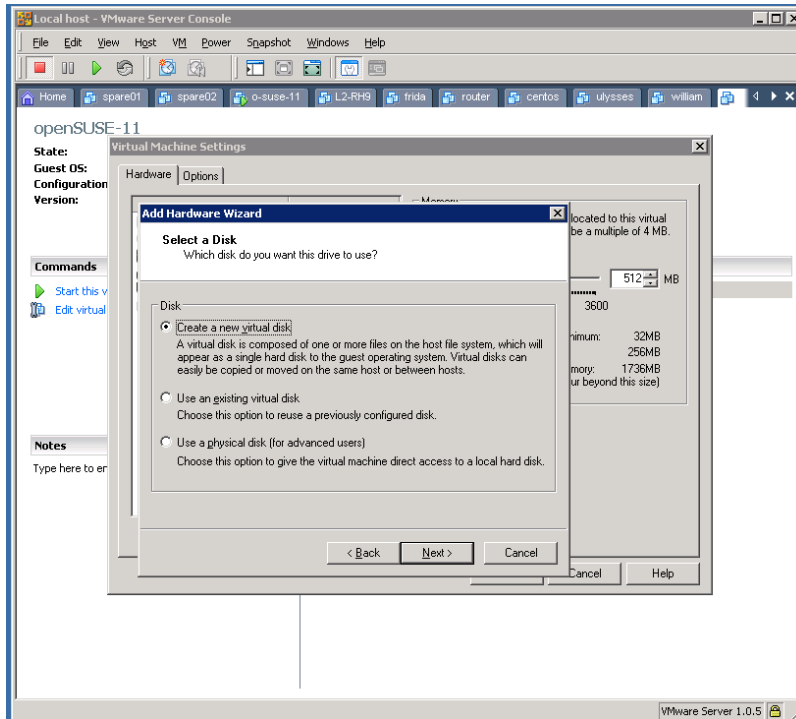 Local host - VMware Server Console
File Edit View Host VM Power Snapshot Windows Help
Home spare01 spare02 o-suse-11 L2-RH9 frida router centos ulysses william
openSUSE-11
State:
Guest OS:
Configuration
Version:
Commands
Start this v
Edit virtual
Notes
Type here to er
Virtual Machine Settings
Hardware Options
Memory
located to this virtual
be a multiple of 4 MB.
512 MB
3600
nimum: 32MB
256MB
mory: 1736MB
ur beyond this size)
Cancel Help
Add Hardware Wizard
Select a Disk
Which disk do you want this drive to use?
Disk
Create a new virtual disk
A virtual disk is composed of one or more files on the host file system, which will
appear as a single hard disk to the guest operating system. Virtual disks can
easily be copied or moved on the same host or between hosts.
Use an existing virtual disk
Choose this option to reuse a previously configured disk.
Use a physical disk (for advanced users)
Choose this option to give the virtual machine direct access to a local hard disk.
< Back Next > Cancel
VMware Server 1.0.5